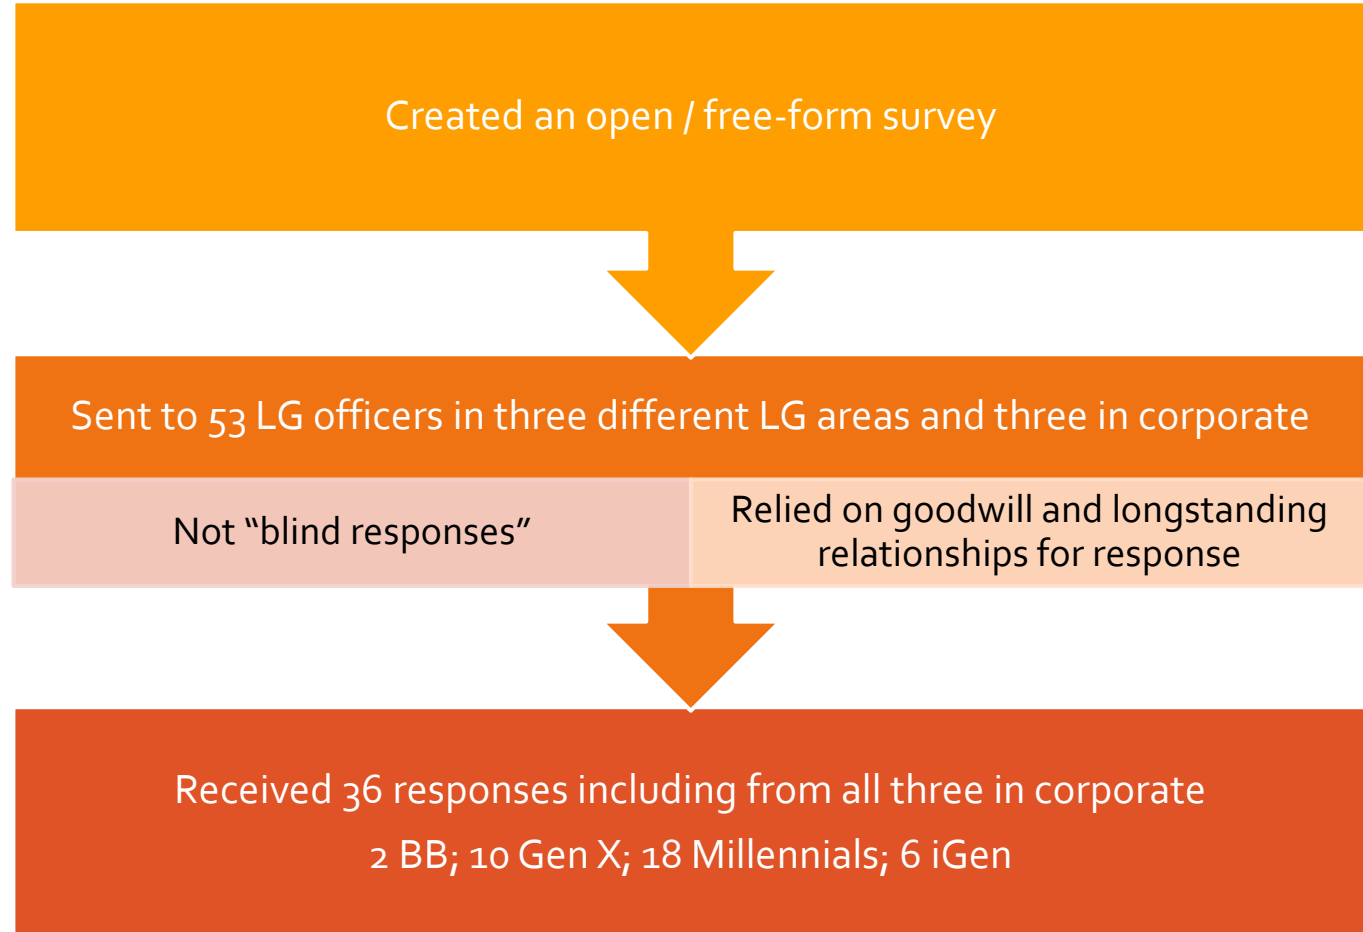 Created an open / free-form survey
Sent to 53 LG officers in three different LG areas and three in corporate
Not “blind responses”
Relied on goodwill and longstanding
relationships for response
Received 36 responses including from all three in corporate
2 BB; 10 Gen X; 18 Millennials; 6 iGen